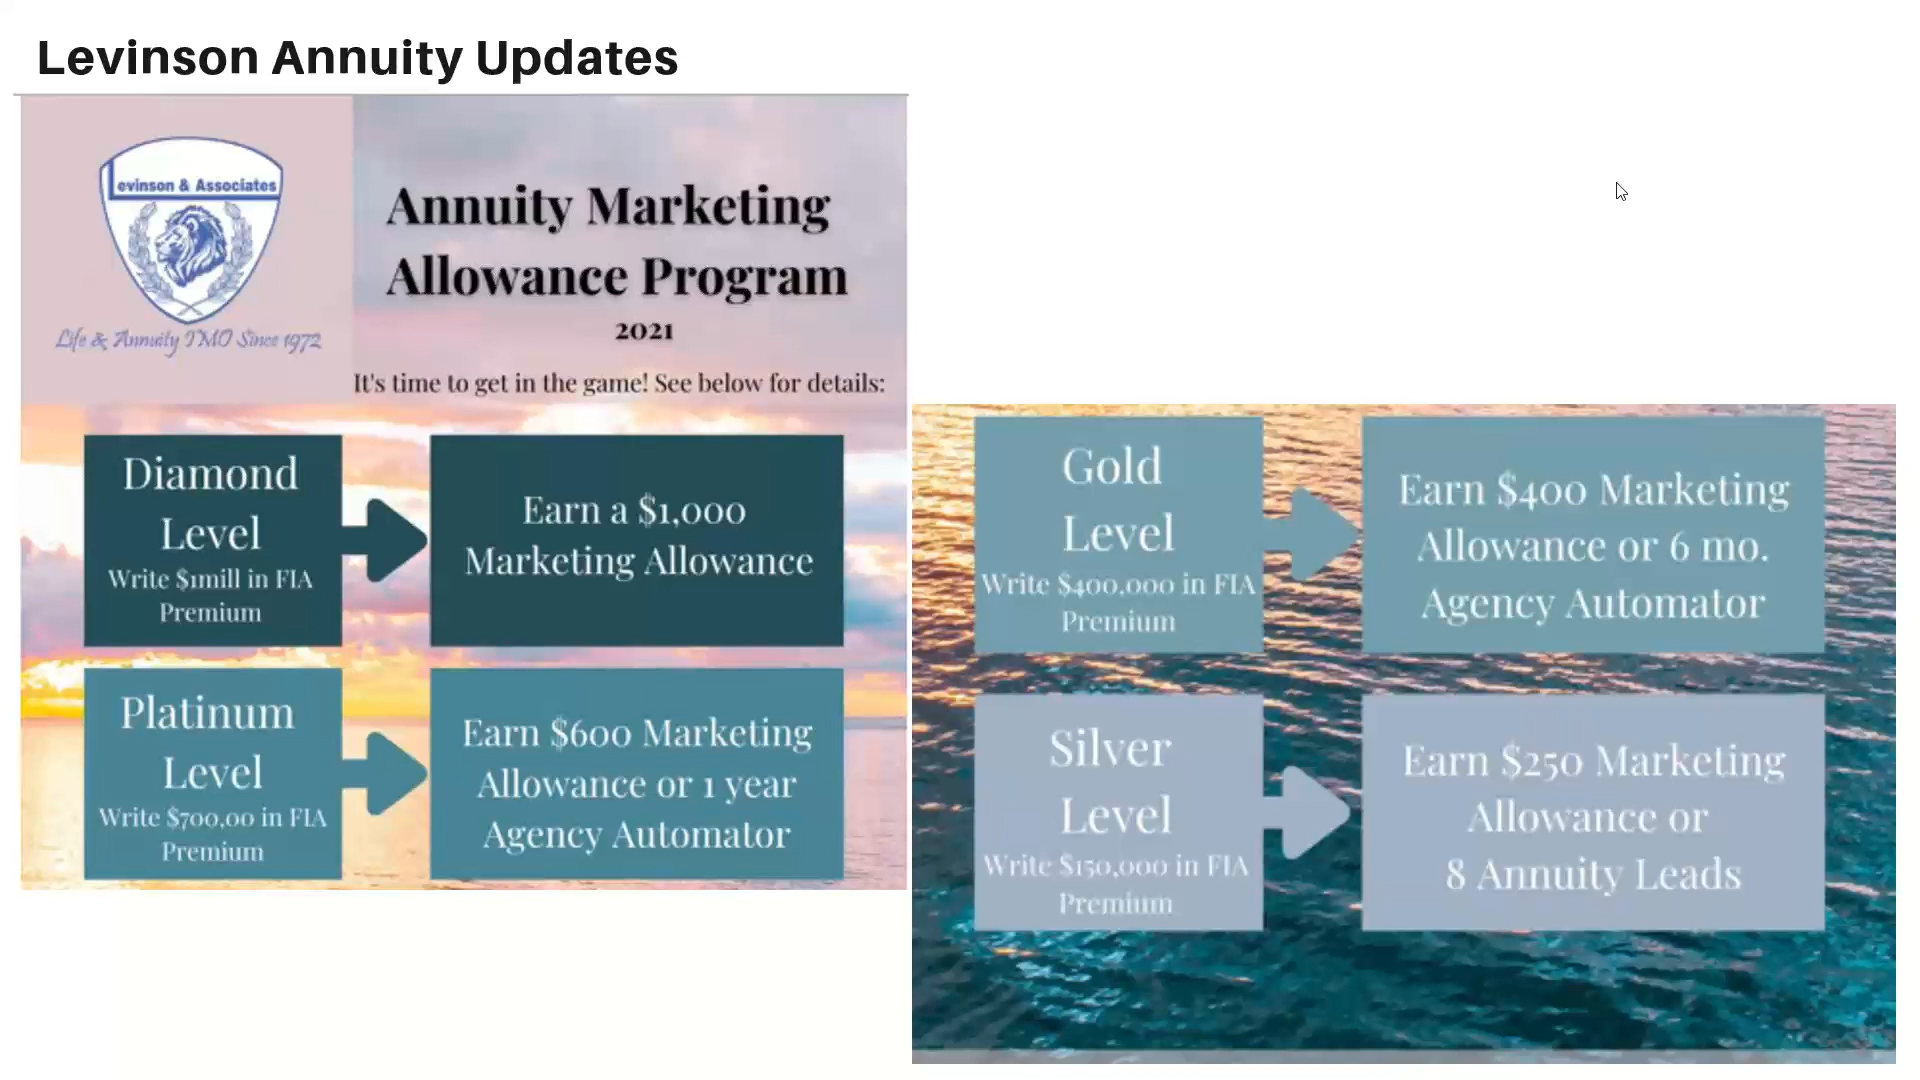 Levinson Annuity Updates
Levinson & Associates
Life & Annuity IMO Since 1972
Annuity Marketing
Allowance Program
2021
It's time to get in the game! See below for details:
Diamond
Level
Write $1mill in FIA
Premium
Earn a $1,000
Marketing Allowance
Platinum
Level
Write $700,00 in FIA
Premium
Earn $600 Marketing
Allowance or 1 year
Agency Automator
Gold
Level
Write $400,000 in FIA
Premium
Earn $400 Marketing
Allowance or 6 mo.
Agency Automator
Silver
Level
Write $150,000 in FIA
Premium
Earn $250 Marketing
Allowance or
8 Annuity Leads